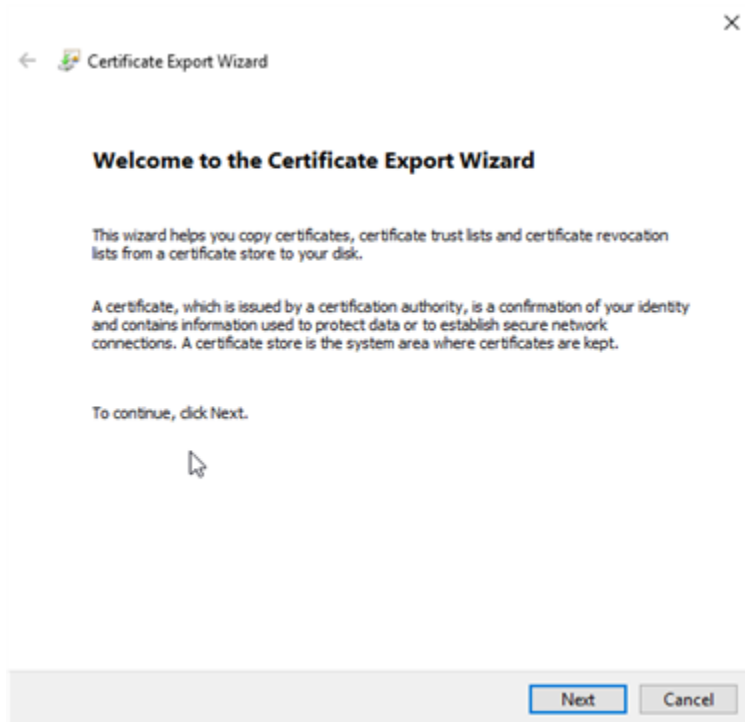 Certificate Export Wizard
Welcome to the Certificate Export Wizard
This wizard helps you copy certificates, certificate trust lists and certificate revocation
lists from a certificate store to your disk.
A certificate, which is issued by a certification authority, is a confirmation of your identity
and contains information used to protect data or to establish secure network
connections. A certificate store is the system area where certificates are kept.
To continue, click Next.
Next
Cancel